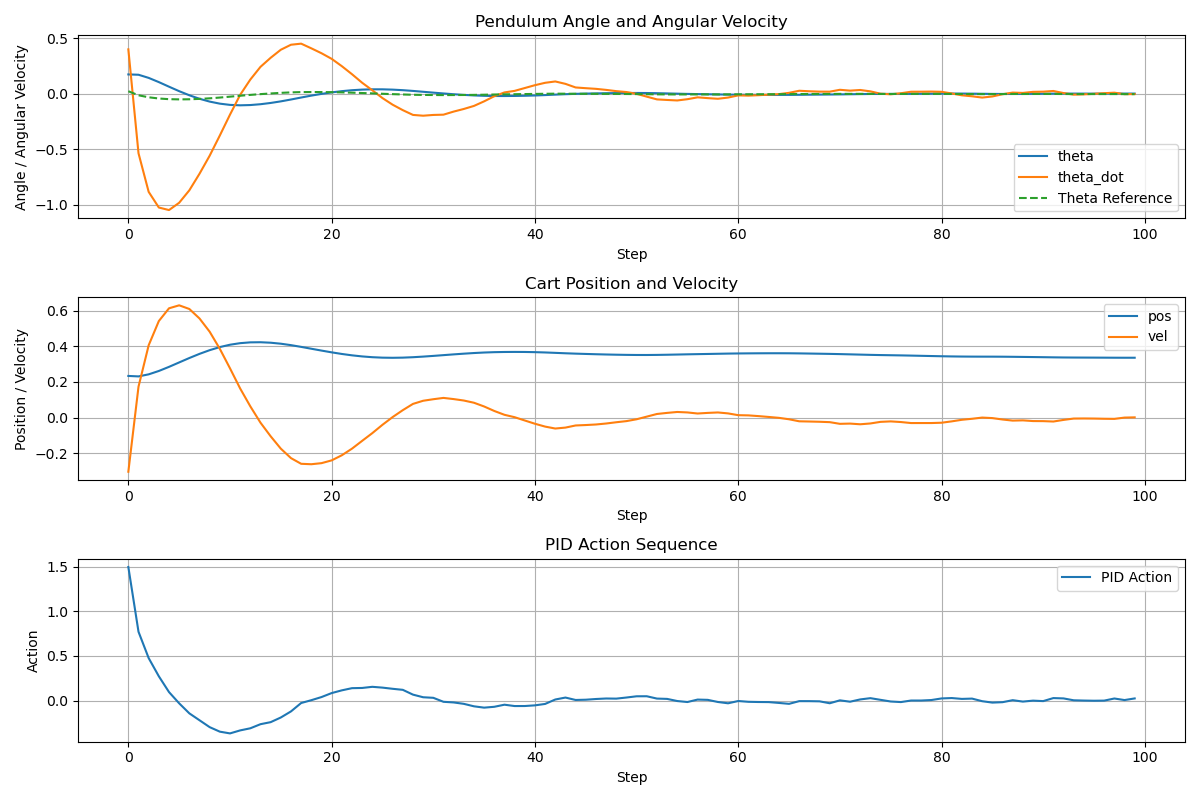 Pendulum Angle and Angular Velocity
Angle / Angular Velocity
0.5
0.0
−0.5
−1.0
theta
theta_dot
Theta Reference
0 20 40 60 80 100
Step
Cart Position and Velocity
Position / Velocity
0.6
0.4
0.2
0.0
−0.2
pos
vel
0 20 40 60 80 100
Step
PID Action Sequence
Action
1.5
1.0
0.5
0.0
PID Action
0 20 40 60 80 100
Step